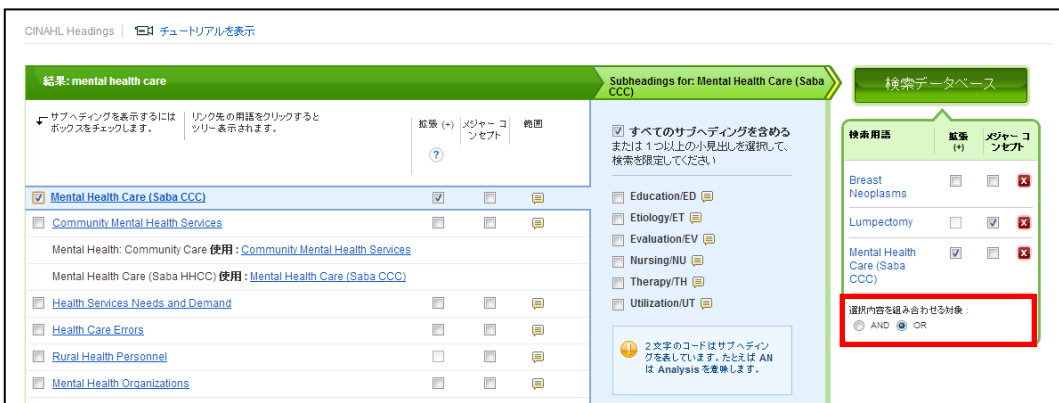 CINAHL Headings チュートリアルを表示
結果: mental health care
サブヘディングを表示するには
ボックスをチェックします。
リンク先の用語をクリックすると
ツリー表示されます。
拡張 (+)
?
メジャー コ
ンセプト
範囲
Mental Health Care (Saba CCC)
Community Mental Health Services
Mental Health: Community Care 使用 : Community Mental Health Services
Mental Health Care (Saba HHCC) 使用 : Mental Health Care (Saba CCC)
Health Services Needs and Demand
Health Care Errors
Rural Health Personnel
Mental Health Organizations
Subheadings for: Mental Health Care (Saba
CCC)
すべてのサブヘディングを含める
または 1 つ以上の小見出しを選択して、
検索を限定してください
Education/ED
Etiology/ET
Evaluation/EV
Nursing/NU
Therapy/TH
Utilization/UT
2文字のコードはサブヘディン
グを表しています。たとえば AN
は Analysis を意味します。
検索データベース
検索用語
拡張
(+)
メジャー コ
ンセプト
Breast
Neoplasms
Lumpectomy
Mental Health
Care (Saba
CCC)
選択内容を組み合わせる対象 :
AND OR